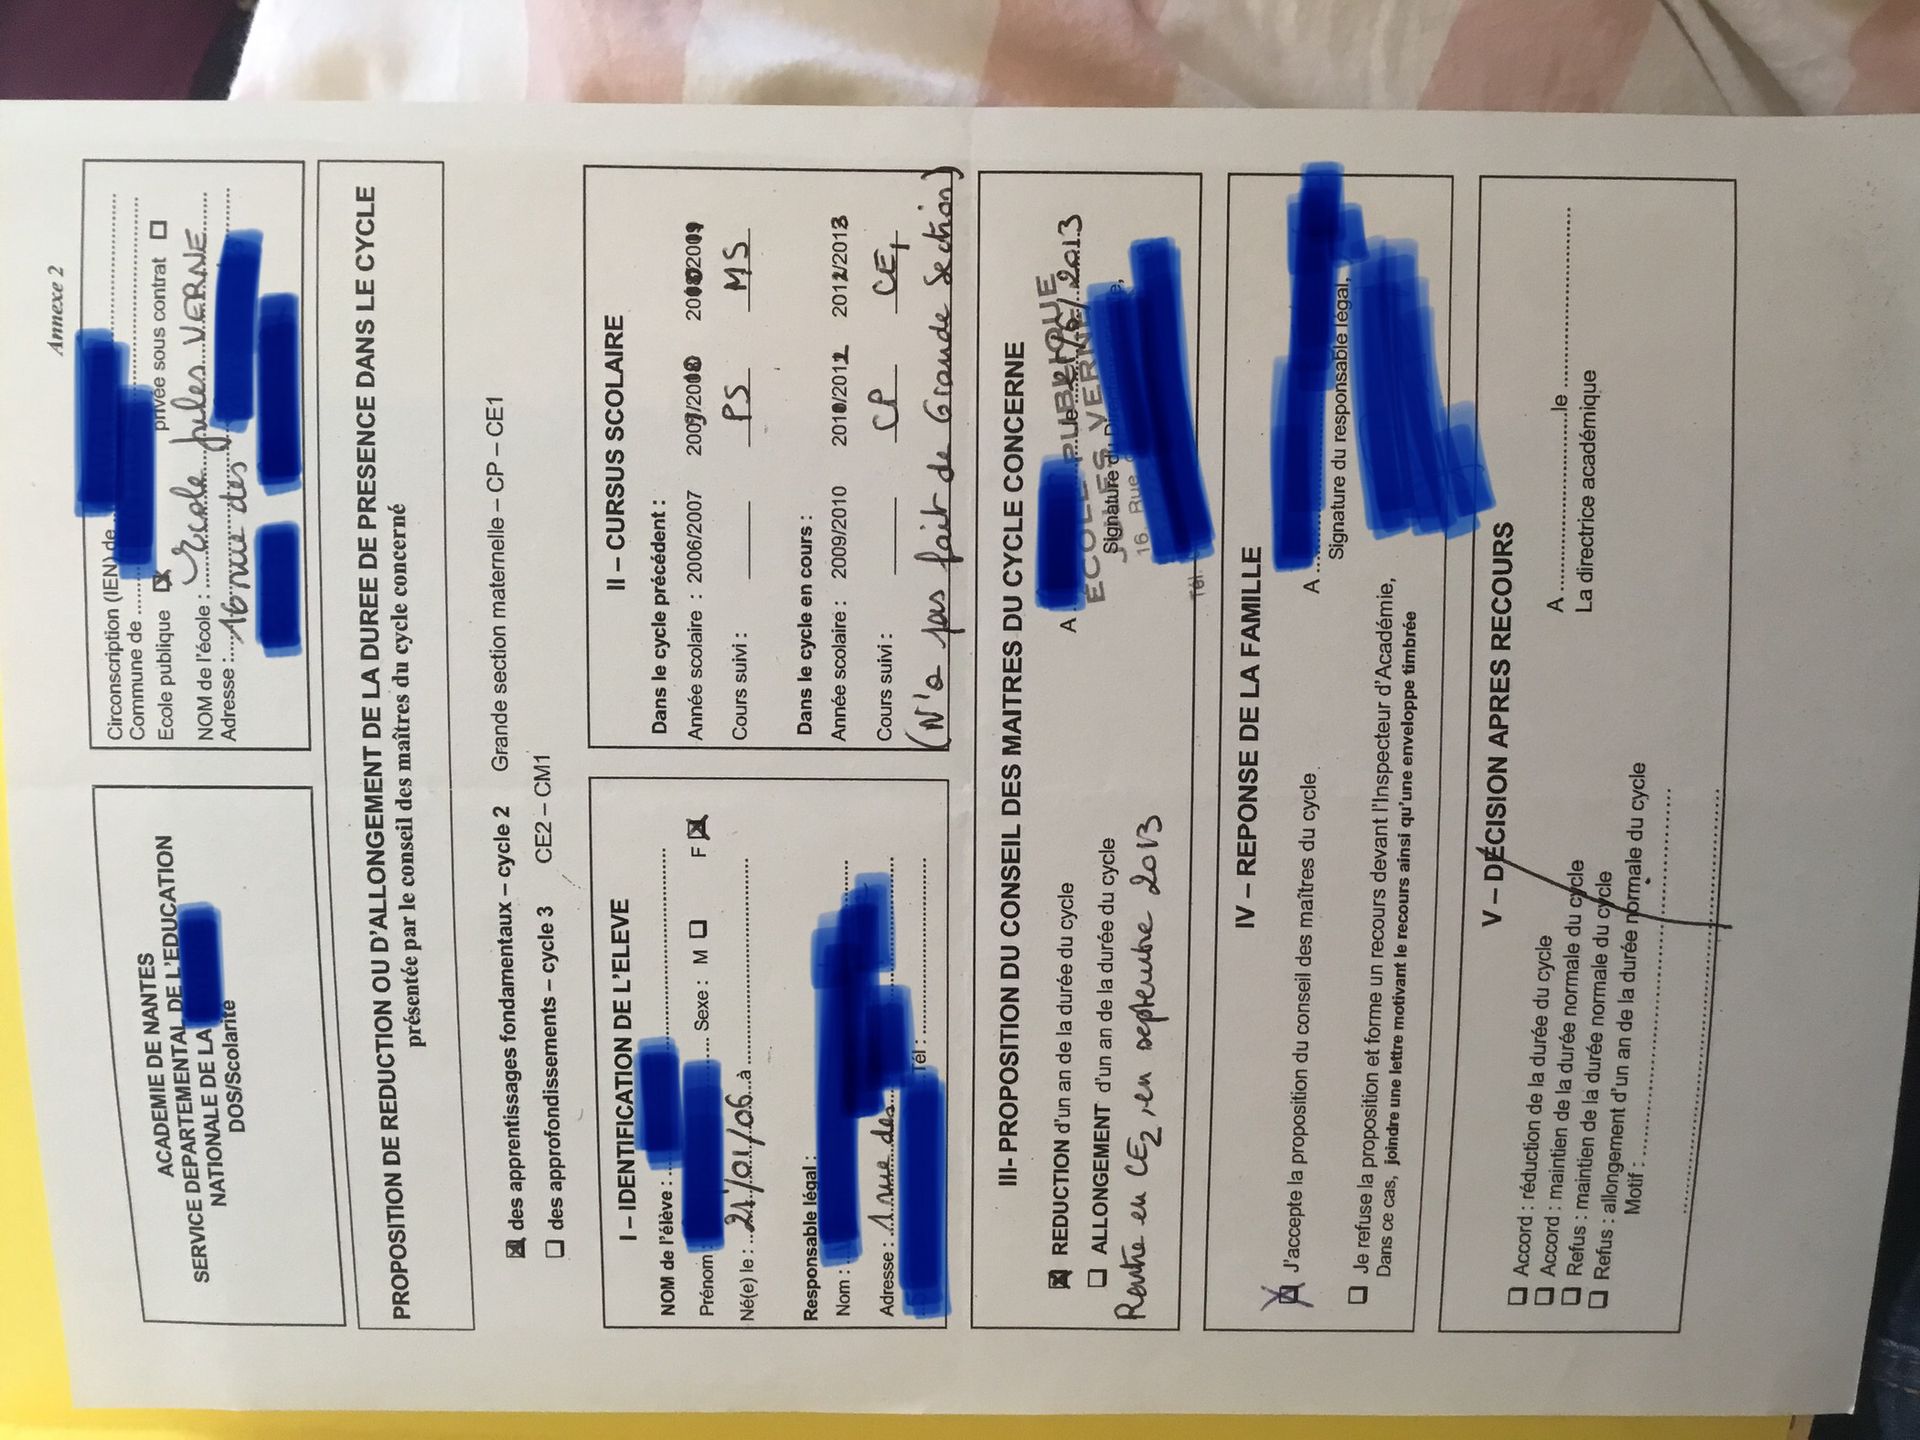 Annexe 2
ACADEMIE DE NANTES
SERVICE DEPARTEMENTAL DE L'EDUCATION
NATIONALE DE LA
DOS/Scolarité
Circonscription (IEN) de
Commune de
Ecole publique ☒ privée sous contrat ☐
NOM de l'école : Ecole Jules VERNE
Adresse : 16 rue des
PROPOSITION DE REDUCTION OU D'ALLONGEMENT DE LA DUREE DE PRESENCE DANS LE CYCLE
présentée par le conseil des maîtres du cycle concerné
☒ des apprentissages fondamentaux – cycle 2 Grande section maternelle – CP – CE1
☐ des approfondissements – cycle 3 CE2 – CM1
I – IDENTIFICATION DE L'ELEVE
NOM de l'élève :
Prénom : Sexe : M ☐ F ☒
Né(e) le : 21/01/06 à
Responsable légal :
Nom :
Adresse : 1 rue des
Tél :
II – CURSUS SCOLAIRE
Dans le cycle précédent :
Année scolaire : 2006/2007
Cours suivi : PS MS
Dans le cycle en cours :
Année scolaire : 2009/2010 2012/2013
Cours suivi : CP CE1
(N'a pas fait de Grande Section)
III- PROPOSITION DU CONSEIL DES MAITRES DU CYCLE CONCERNE
☒ REDUCTION d'un an de la durée du cycle
☐ ALLONGEMENT d'un an de la durée du cycle
Rentre en CE2, en septembre 2013
A le /2013
Signature du
ECOLE PUBLIQUE
JULES VERNE
16, Rue
Tél.
IV – REPONSE DE LA FAMILLE
☒ J'accepte la proposition du conseil des maîtres du cycle
☐ Je refuse la proposition et forme un recours devant l'Inspecteur d'Académie,
Dans ce cas, joindre une lettre motivant le recours ainsi qu'une enveloppe timbrée
A
Signature du responsable légal,
V – DÉCISION APRES RECOURS
☐ Accord : réduction de la durée du cycle
☐ Accord : maintien de la durée normale du cycle
☐ Refus : maintien de la durée normale du cycle
☐ Refus : allongement d'un an de la durée normale du cycle
Motif :
A le
La directrice académique